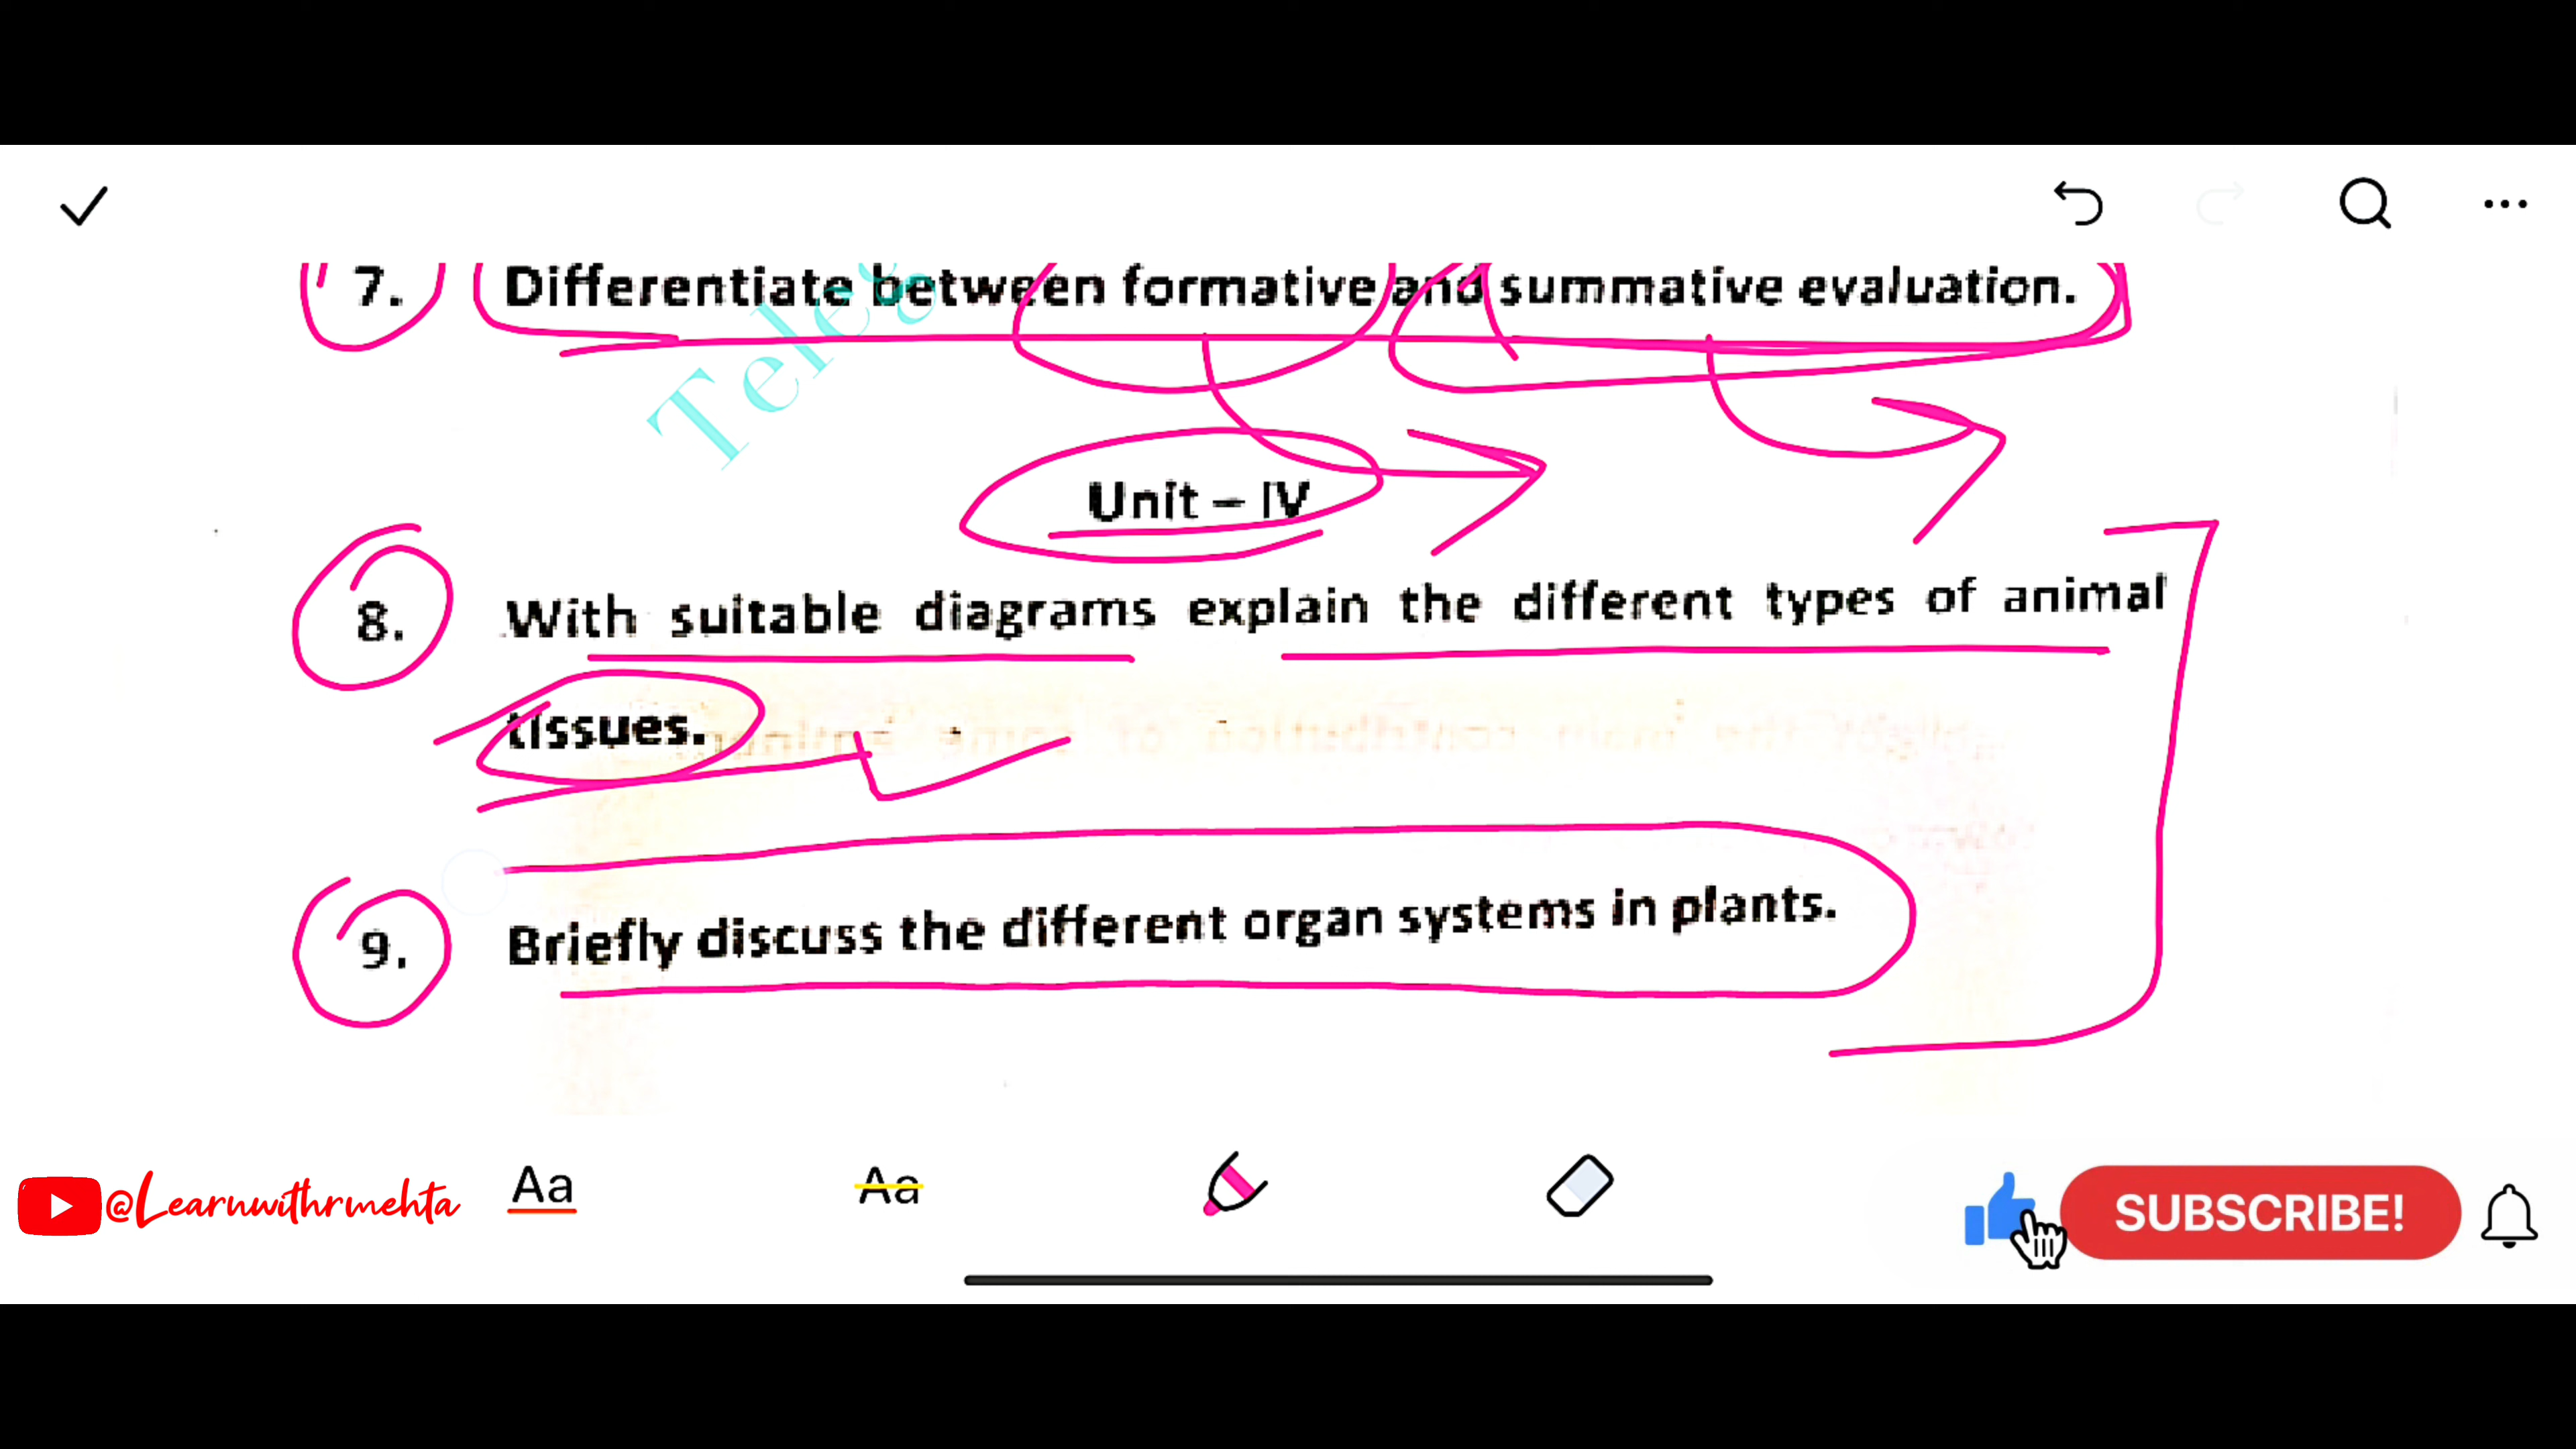 7. Differentiate between formative and summative evaluation.
Teleg
Unit – IV
8. With suitable diagrams explain the different types of animal
tissues.
9. Briefly discuss the different organ systems in plants.
@Learnwithrmehta
Aa
Aa
SUBSCRIBE!